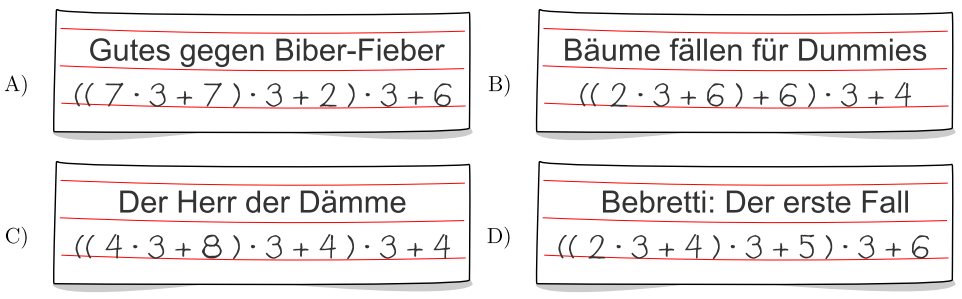 A)
Gutes gegen Biber-Fieber
((7·3+7)·3+2)·3+6
B)
Bäume fällen für Dummies
((2·3+6)+6)·3+4
C)
Der Herr der Dämme
((4·3+8)·3+4)·3+4
D)
Bebretti: Der erste Fall
((2·3+4)·3+5)·3+6